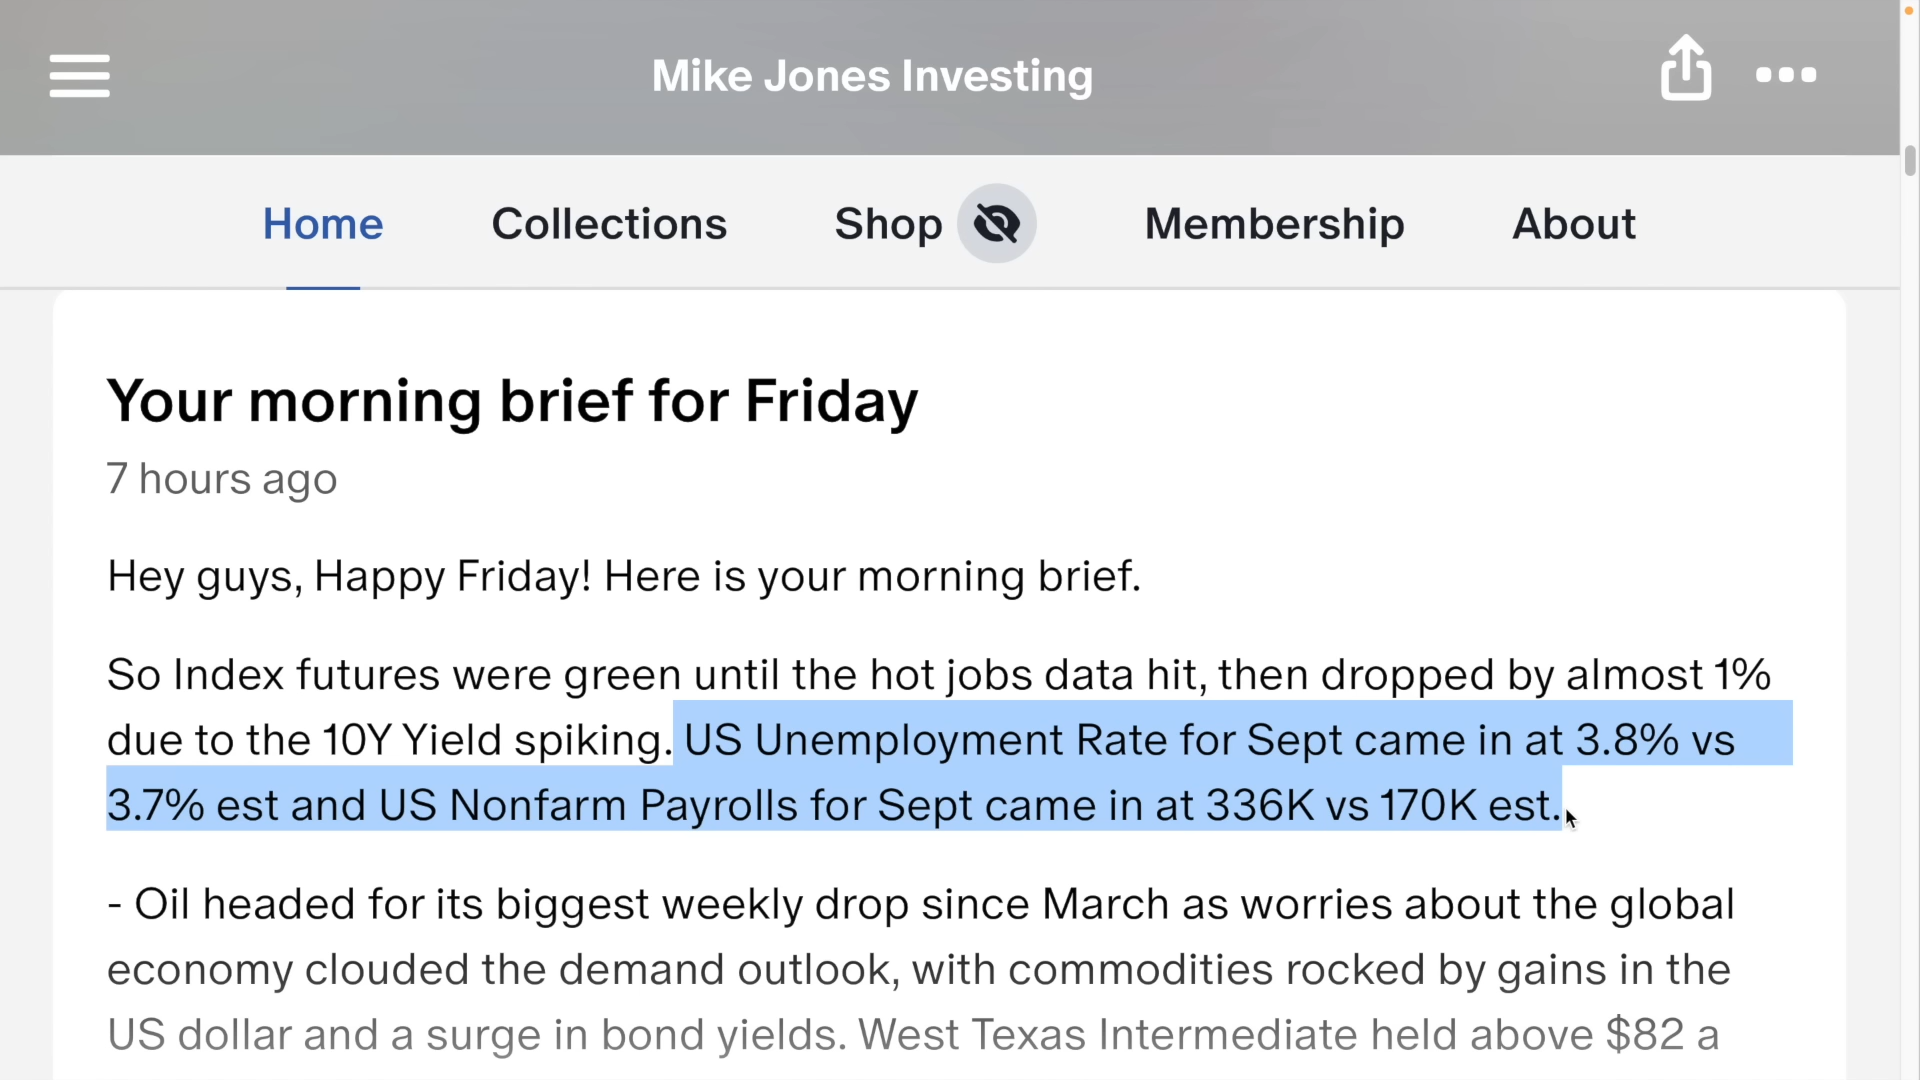 Mike Jones Investing
Home
Collections
Shop
Membership
About
Your morning brief for Friday
7 hours ago
Hey guys, Happy Friday! Here is your morning brief.
So Index futures were green until the hot jobs data hit, then dropped by almost 1%
due to the 10Y Yield spiking. US Unemployment Rate for Sept came in at 3.8% vs
3.7% est and US Nonfarm Payrolls for Sept came in at 336K vs 170K est.
- Oil headed for its biggest weekly drop since March as worries about the global
economy clouded the demand outlook, with commodities rocked by gains in the
US dollar and a surge in bond yields. West Texas Intermediate held above $82 a